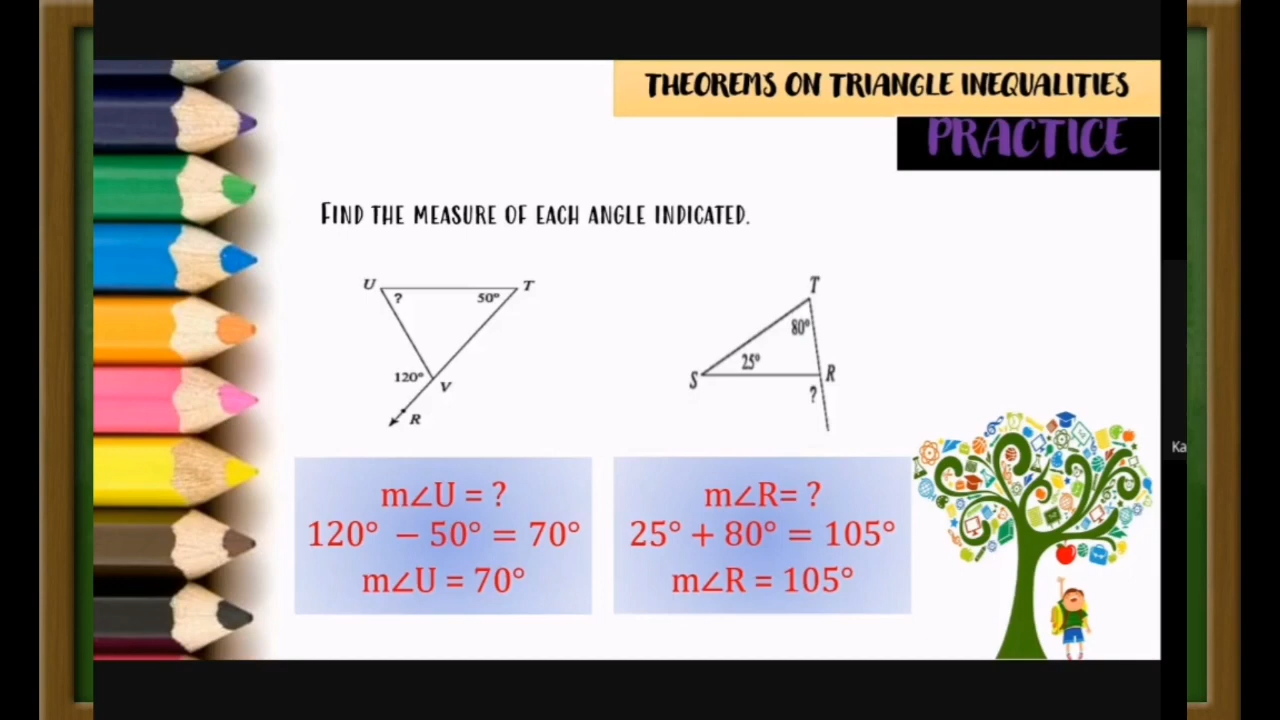 THEOREMS ON TRIANGLE INEQUALITIES
PRACTICE
FIND THE MEASURE OF EACH ANGLE INDICATED.
U ? 50° T
120° V
R
T
80°
25°
S R
?
m∠U = ?
120° − 50° = 70°
m∠U = 70°
m∠R= ?
25° + 80° = 105°
m∠R = 105°
Ka